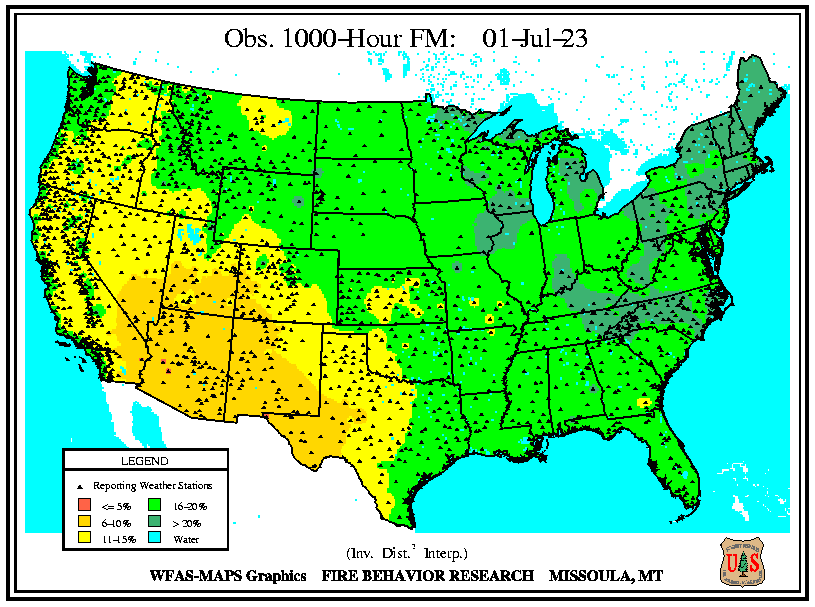 Obs. 1000-Hour FM: 01-Jul-23
LEGEND
Reporting Weather Stations
<= 5% 16-20%
6-10% > 20%
11-15% Water
(Inv. Dist.² Interp.)
WFAS-MAPS Graphics FIRE BEHAVIOR RESEARCH MISSOULA, MT
U S